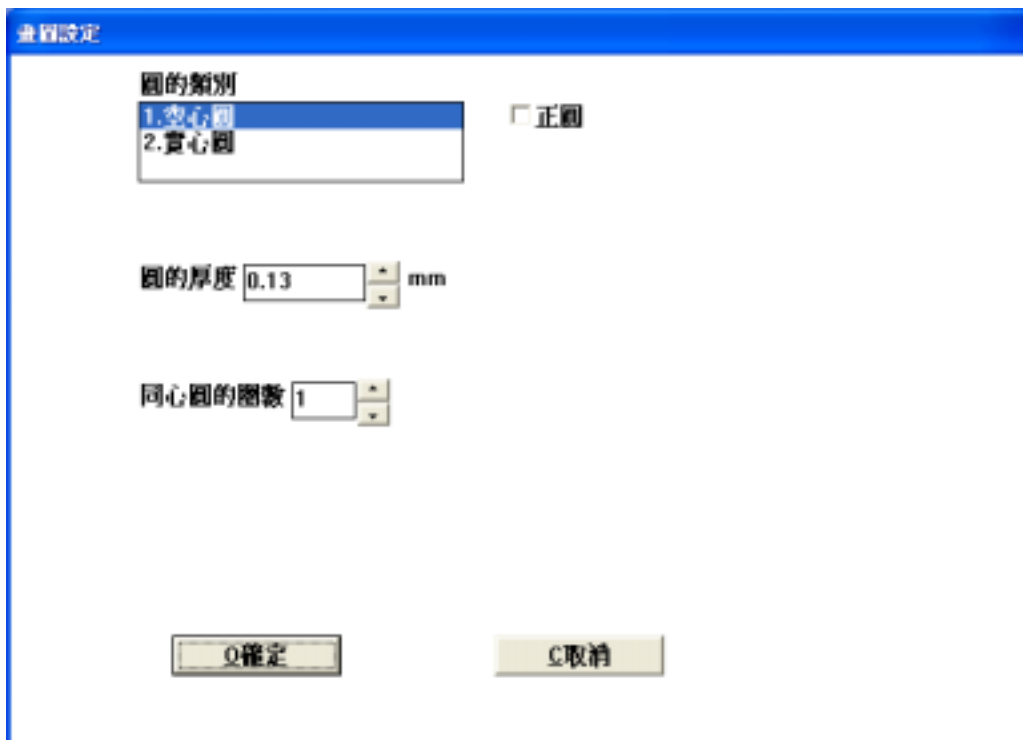 畫圓設定
圓的類別
1.空心圓
2.實心圓
正圓
圓的厚度 0.13 mm
同心圓的圈數 1
O確定
C取消